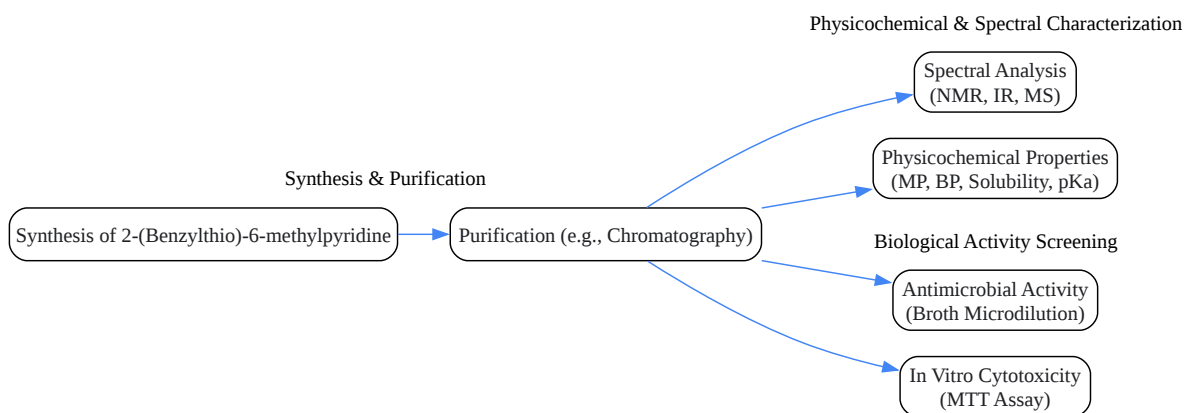 Physicochemical & Spectral Characterization
Spectral Analysis
(NMR, IR, MS)
Physicochemical Properties
(MP, BP, Solubility, pKa)
Synthesis & Purification
Synthesis of 2-(Benzylthio)-6-methylpyridine
Purification (e.g., Chromatography)
Biological Activity Screening
Antimicrobial Activity
(Broth Microdilution)
In Vitro Cytotoxicity
(MTT Assay)